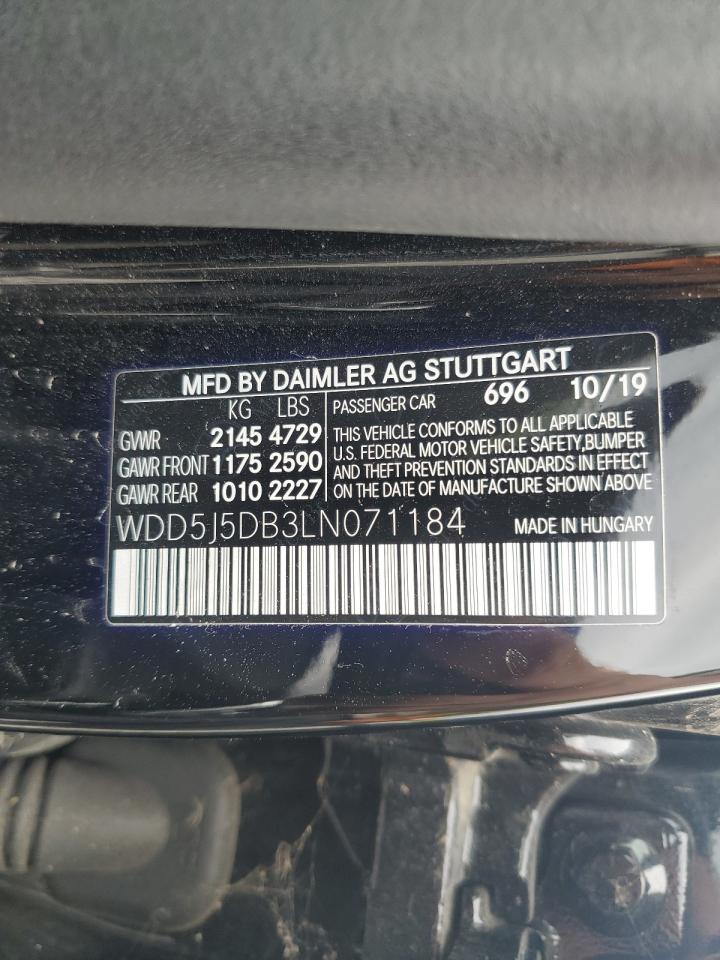 MFD BY DAIMLER AG STUTTGART
KG LBS
GVWR 2145 4729
GAWR FRONT 1175 2590
GAWR REAR 1010 2227
PASSENGER CAR 696 10/19
THIS VEHICLE CONFORMS TO ALL APPLICABLE
U.S. FEDERAL MOTOR VEHICLE SAFETY,BUMPER
AND THEFT PREVENTION STANDARDS IN EFFECT
ON THE DATE OF MANUFACTURE SHOWN ABOVE
WDD5J5DB3LN071184 MADE IN HUNGARY